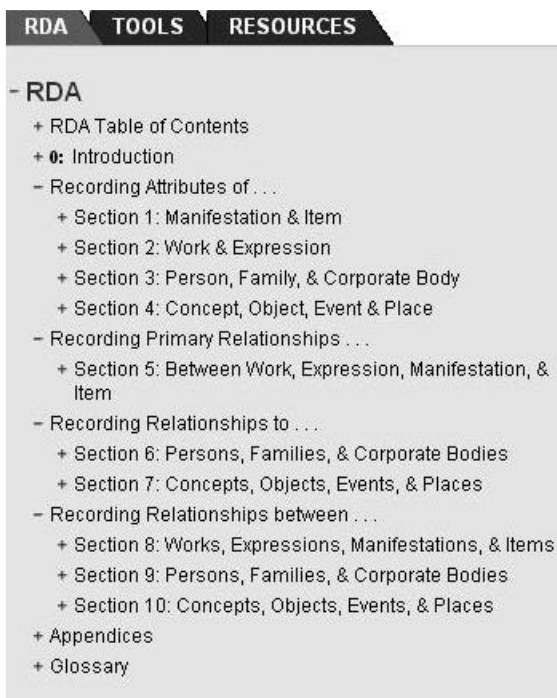 RDA TOOLS RESOURCES
- RDA
+ RDA Table of Contents
+ 0: Introduction
- Recording Attributes of . . .
+ Section 1: Manifestation & Item
+ Section 2: Work & Expression
+ Section 3: Person, Family, & Corporate Body
+ Section 4: Concept, Object, Event & Place
- Recording Primary Relationships . . .
+ Section 5: Between Work, Expression, Manifestation, &
Item
- Recording Relationships to . . .
+ Section 6: Persons, Families, & Corporate Bodies
+ Section 7: Concepts, Objects, Events, & Places
- Recording Relationships between . . .
+ Section 8: Works, Expressions, Manifestations, & Items
+ Section 9: Persons, Families, & Corporate Bodies
+ Section 10: Concepts, Objects, Events, & Places
+ Appendices
+ Glossary